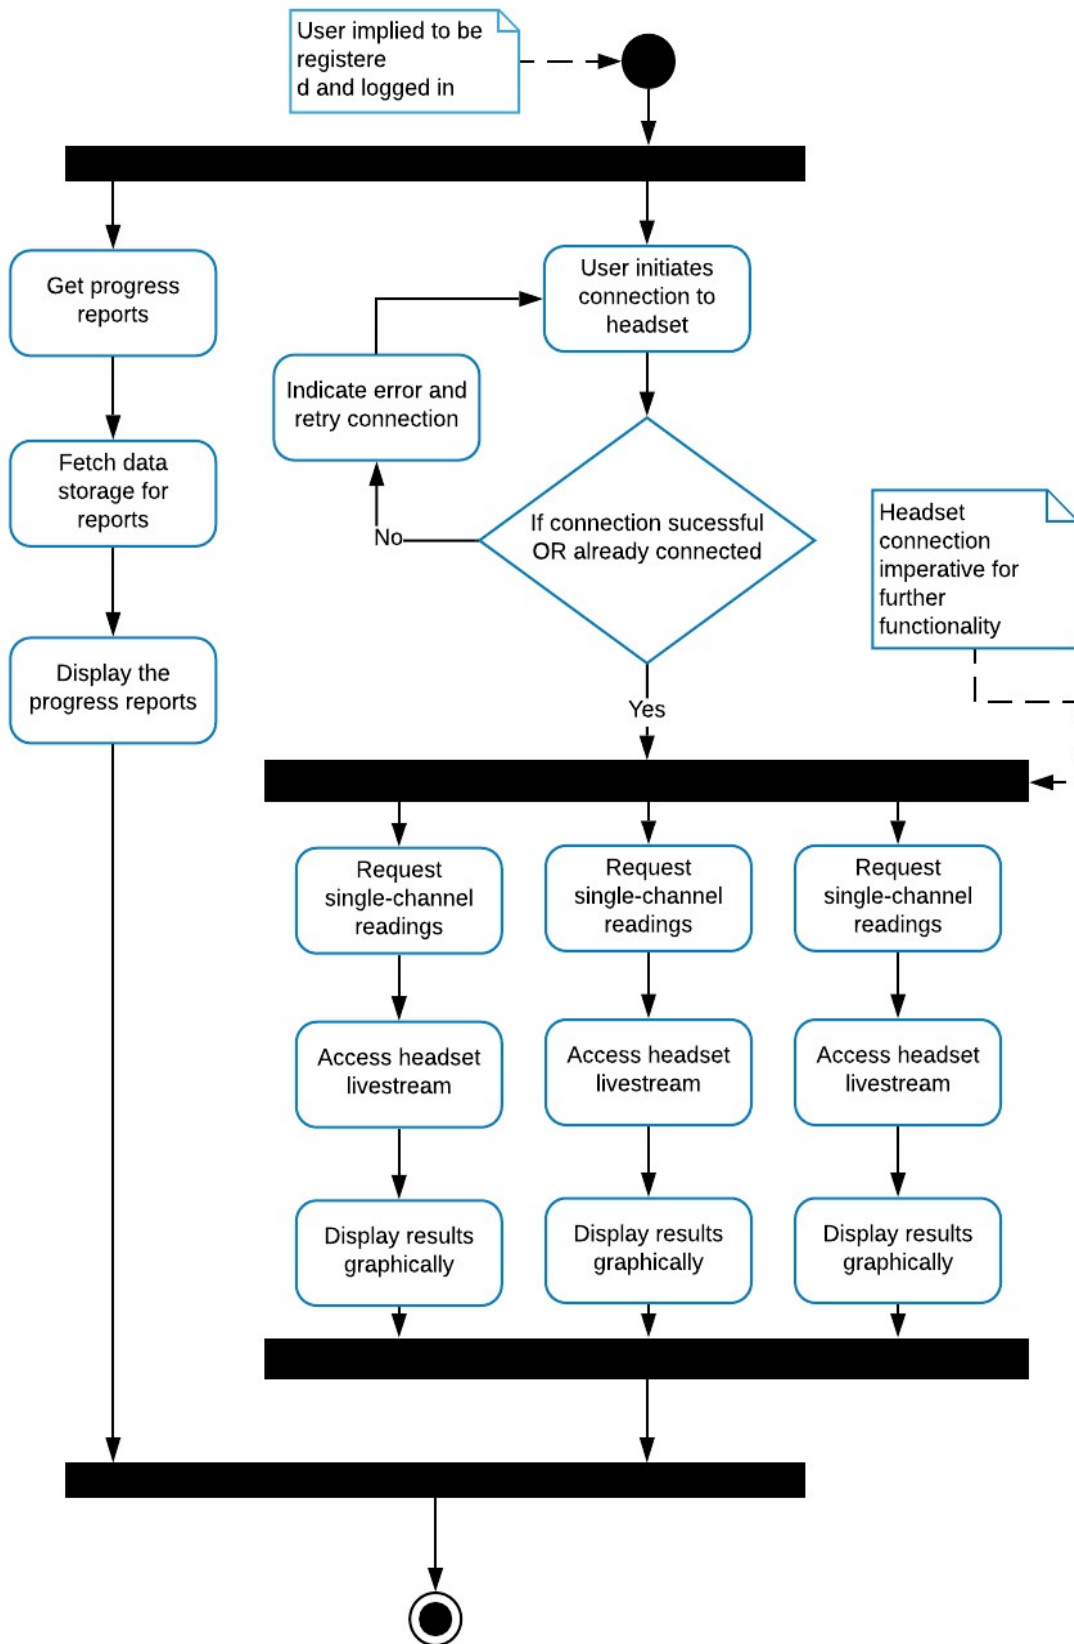 User implied to be
registere
d and logged in
Get progress
reports
User initiates
connection to
headset
Indicate error and
retry connection
Fetch data
storage for
reports
If connection sucessful
OR already connected
No
Headset
connection
imperative for
further
functionality
Display the
progress reports
Yes
Request
single-channel
readings
Request
single-channel
readings
Request
single-channel
readings
Access headset
livestream
Access headset
livestream
Access headset
livestream
Display results
graphically
Display results
graphically
Display results
graphically